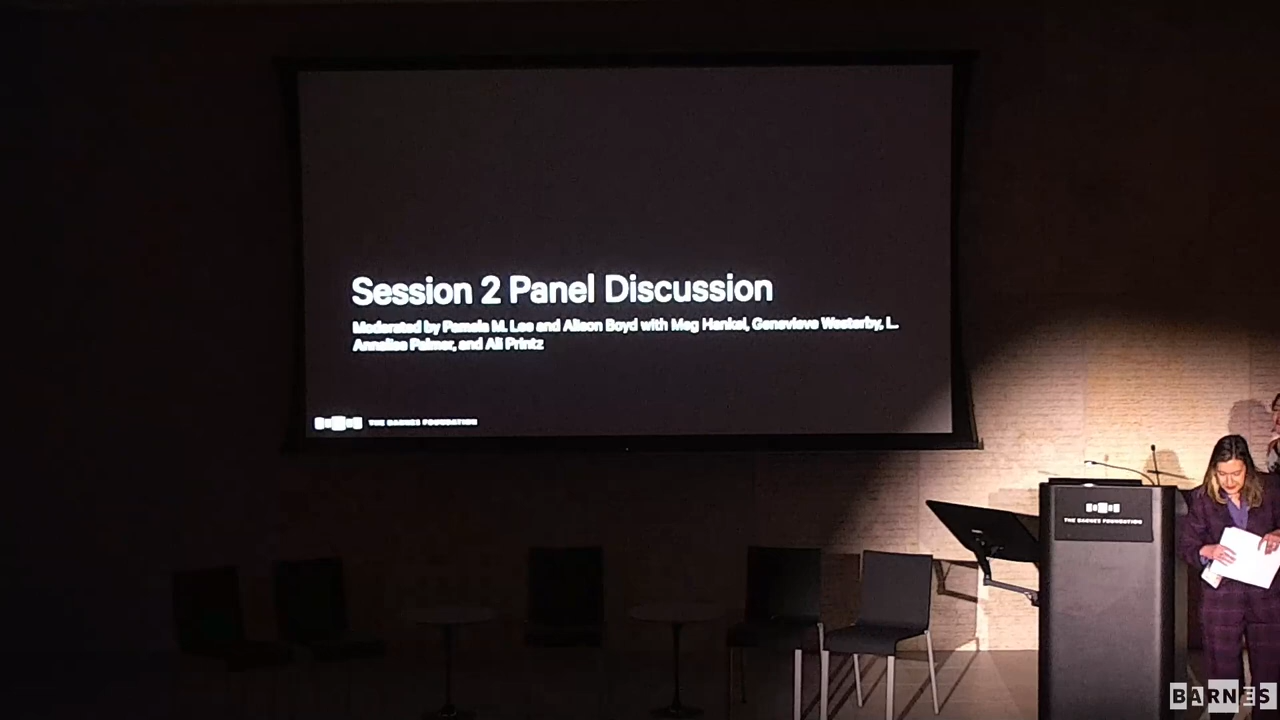 Session 2 Panel Discussion
Moderated by Pamela M. Lee and Alison Boyd with Meg Hankel, Genevieve Westerby, L.
Annelise Palmer, and Ali Printz
THE BARNES FOUNDATION
THE BARNES FOUNDATION
BARNES